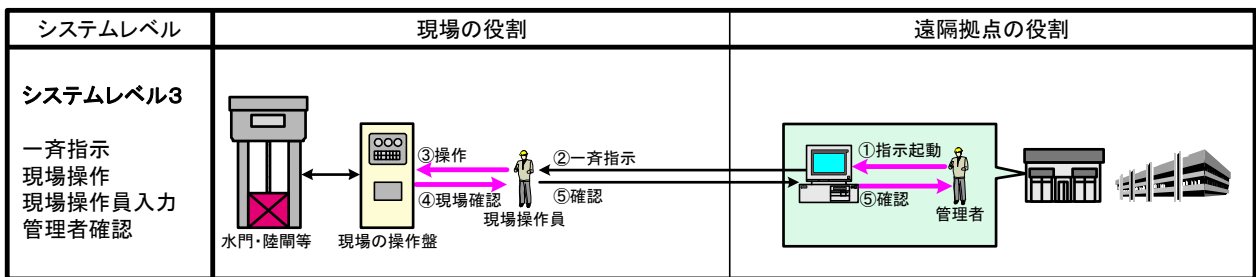 システムレベル
現場の役割
遠隔拠点の役割
システムレベル3
一斉指示
現場操作
現場操作員入力
管理者確認
③操作
④現場確認
②一斉指示
⑤確認
①指示起動
⑤確認
水門・陸閘等
現場の操作盤
現場操作員
管理者